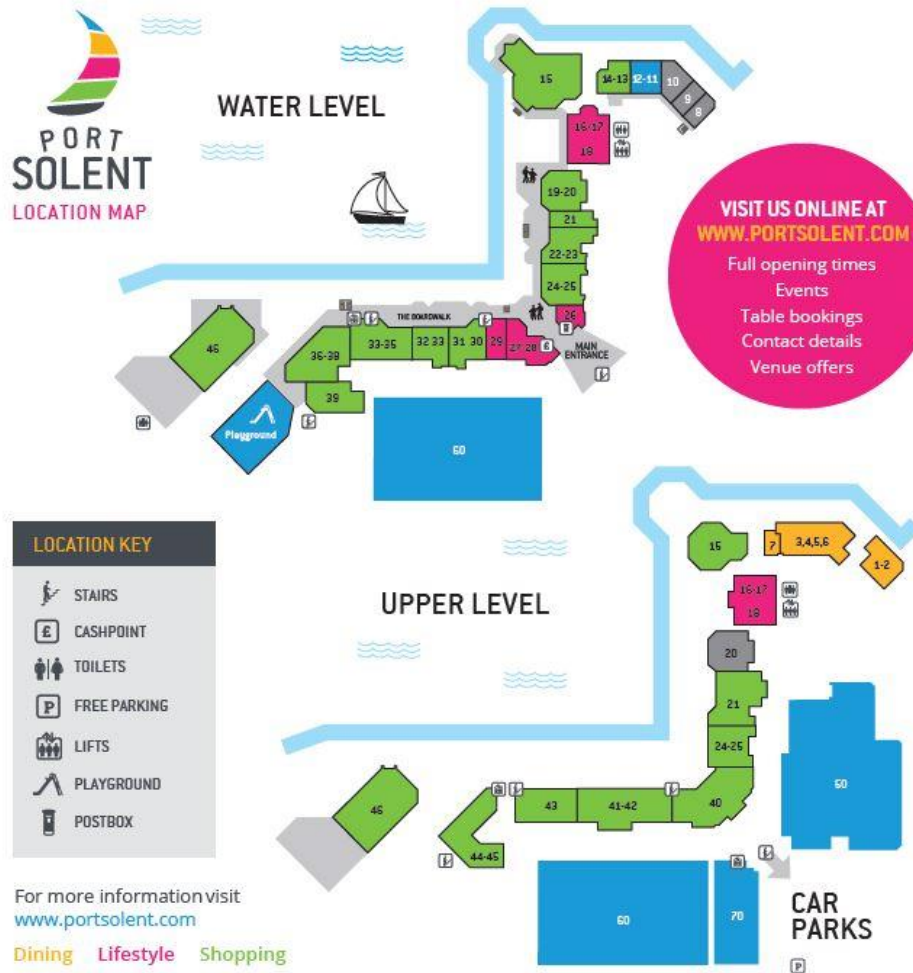 PORT
SOLENT
LOCATION MAP
WATER LEVEL
15
14-13
12-11
10
9
8
16/17
18
19-20
21
22-23
24-25
26
THE BOARDWALK
MAIN
ENTRANCE
46
36-38
33-35
32 33
31 30
29
27-28
39
Playground
60
VISIT US ONLINE AT
WWW.PORTSOLENT.COM
Full opening times
Events
Table bookings
Contact details
Venue offers
LOCATION KEY
STAIRS
£ CASHPOINT
TOILETS
P FREE PARKING
LIFTS
PLAYGROUND
POSTBOX
UPPER LEVEL
15
7
3,4,5,6
1-2
16-17
18
20
21
24-25
46
43
41-42
40
44-45
60
60
70
CAR
PARKS
P
For more information visit
www.portsolent.com
Dining Lifestyle Shopping